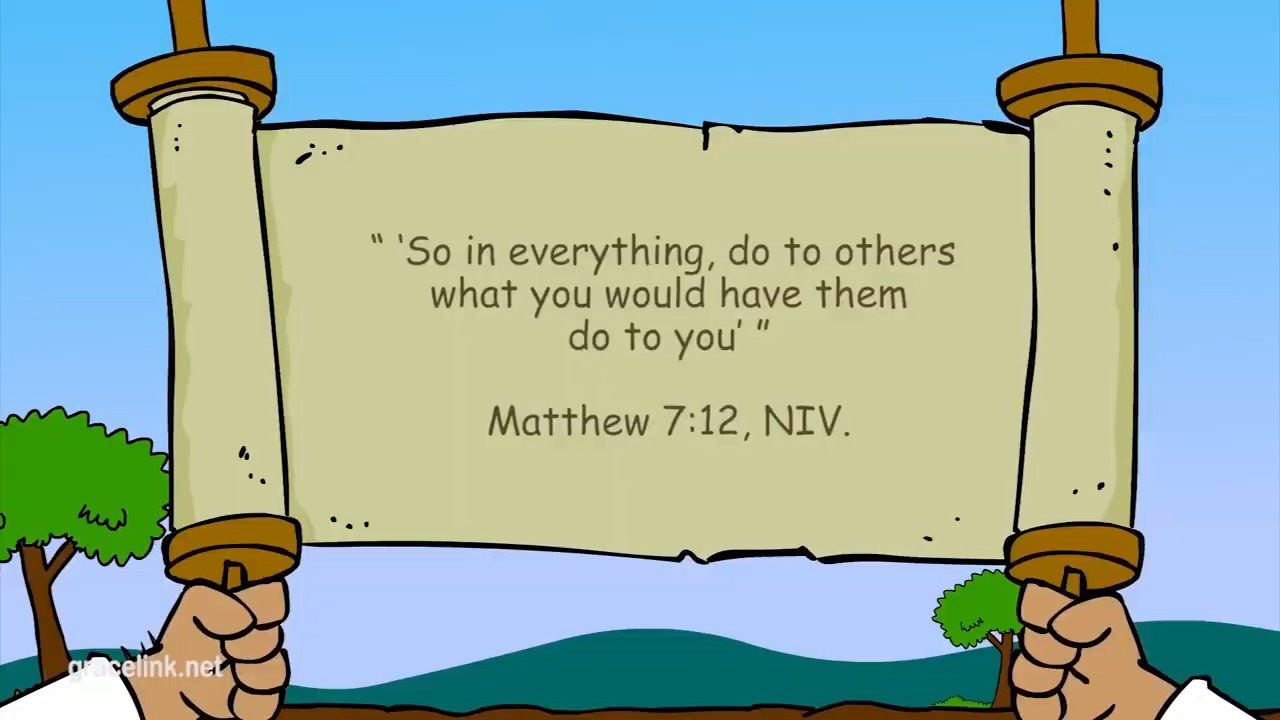 “ ‘So in everything, do to others
what you would have them
do to you’ ”
Matthew 7:12, NIV.
gracelink.net